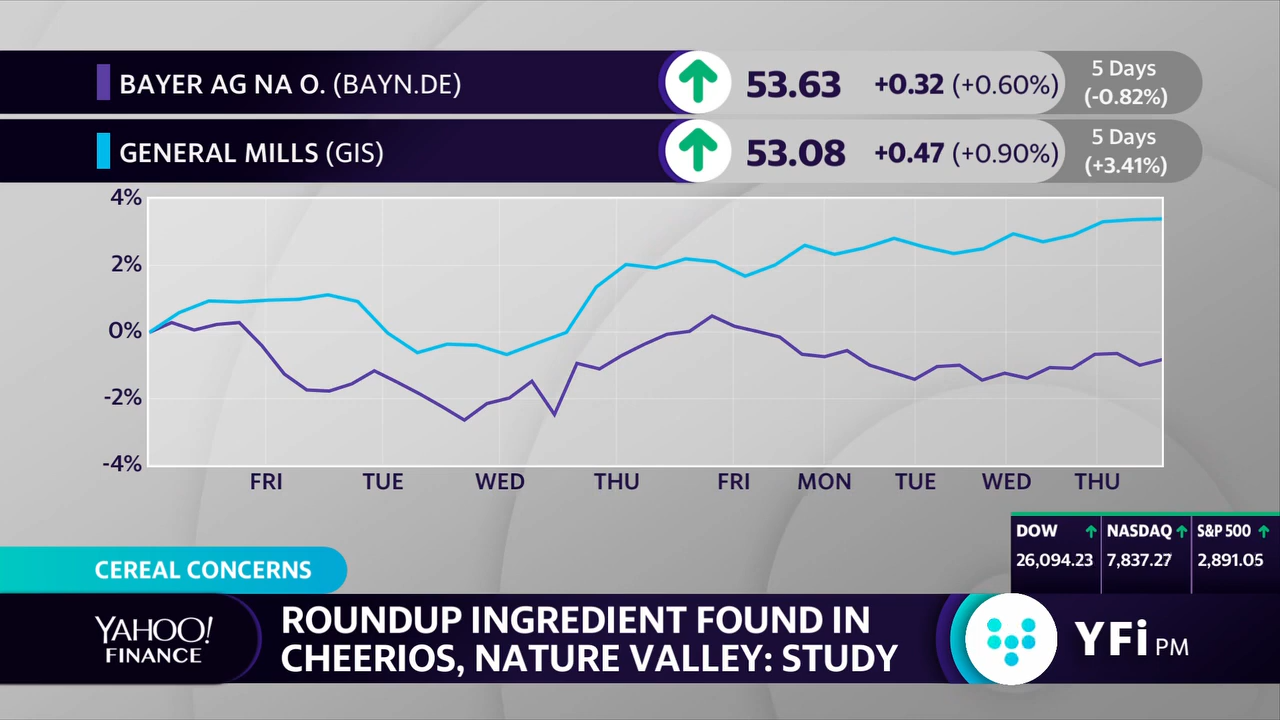 BAYER AG NA O. (BAYN.DE)
53.63
+0.32 (+0.60%)
5 Days
(-0.82%)
GENERAL MILLS (GIS)
53.08
+0.47 (+0.90%)
5 Days
(+3.41%)
4%
2%
0%
-2%
-4%
FRI TUE WED THU FRI MON TUE WED THU
DOW NASDAQ S&P 500
26,094.23 7,837.27 2,891.05
CEREAL CONCERNS
YAHOO!
FINANCE
ROUNDUP INGREDIENT FOUND IN
CHEERIOS, NATURE VALLEY: STUDY
YFi PM